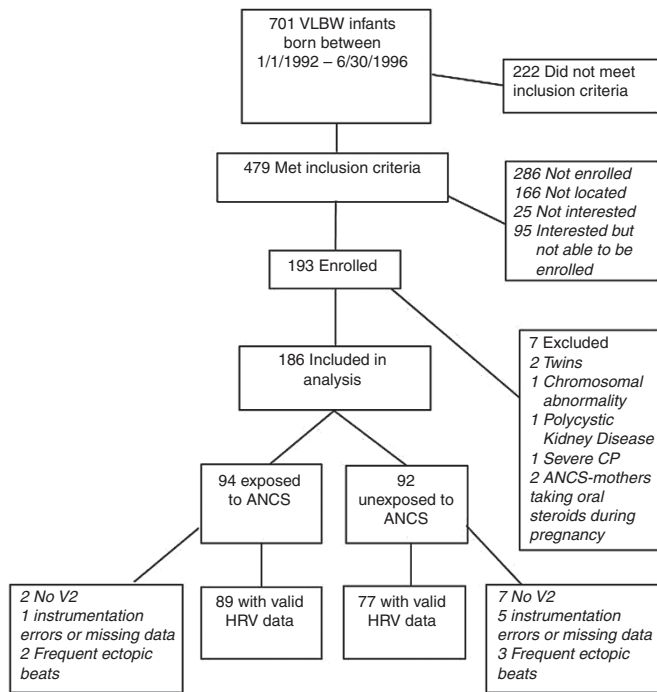 701 VLBW infants
born between
1/1/1992 – 6/30/1996
222 Did not meet
inclusion criteria
479 Met inclusion criteria
286 Not enrolled
166 Not located
25 Not interested
95 Interested but
not able to be
enrolled
193 Enrolled
7 Excluded
2 Twins
1 Chromosomal
abnormality
1 Polycystic
Kidney Disease
1 Severe CP
2 ANCS-mothers
taking oral
steroids during
pregnancy
186 Included in
analysis
94 exposed
to ANCS
92
unexposed to
ANCS
2 No V2
1 instrumentation
errors or missing data
2 Frequent ectopic
beats
89 with valid
HRV data
77 with valid
HRV data
7 No V2
5 instrumentation
errors or missing data
3 Frequent ectopic
beats